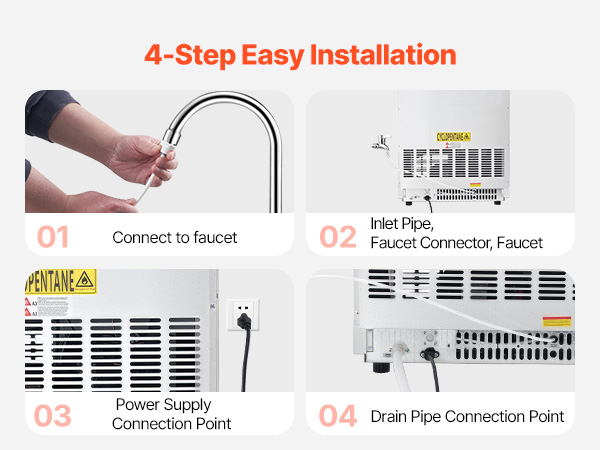 4-Step Easy Installation
01
Connect to faucet
02
Inlet Pipe,
Faucet Connector, Faucet
CYCLOPENTANE
OPENTANE
03
Power Supply
Connection Point
04
Drain Pipe Connection Point